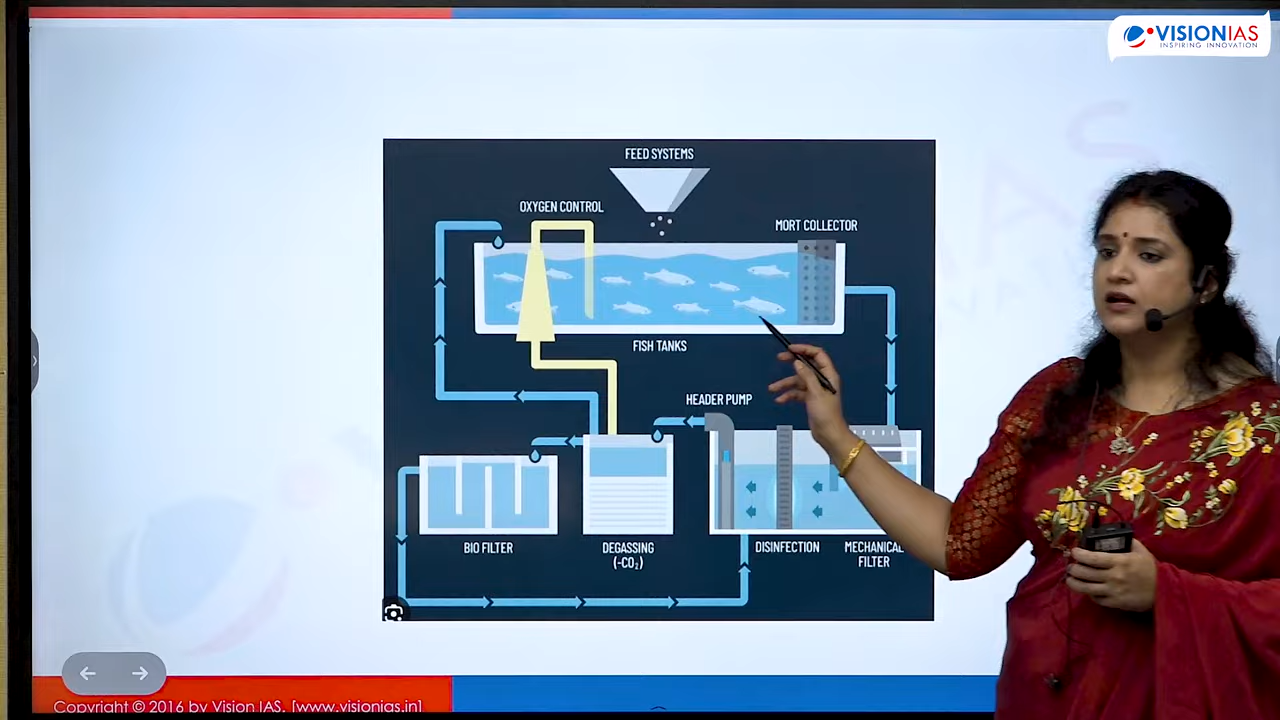 VISIONIAS
INSPIRING INNOVATION
FEED SYSTEMS
OXYGEN CONTROL
MORT COLLECTOR
FISH TANKS
HEADER PUMP
BIO FILTER
DEGASSING
(-CO₂)
DISINFECTION
MECHANICAL
FILTER
Copyright © 2016 by Vision IAS. [www.visionias.in]